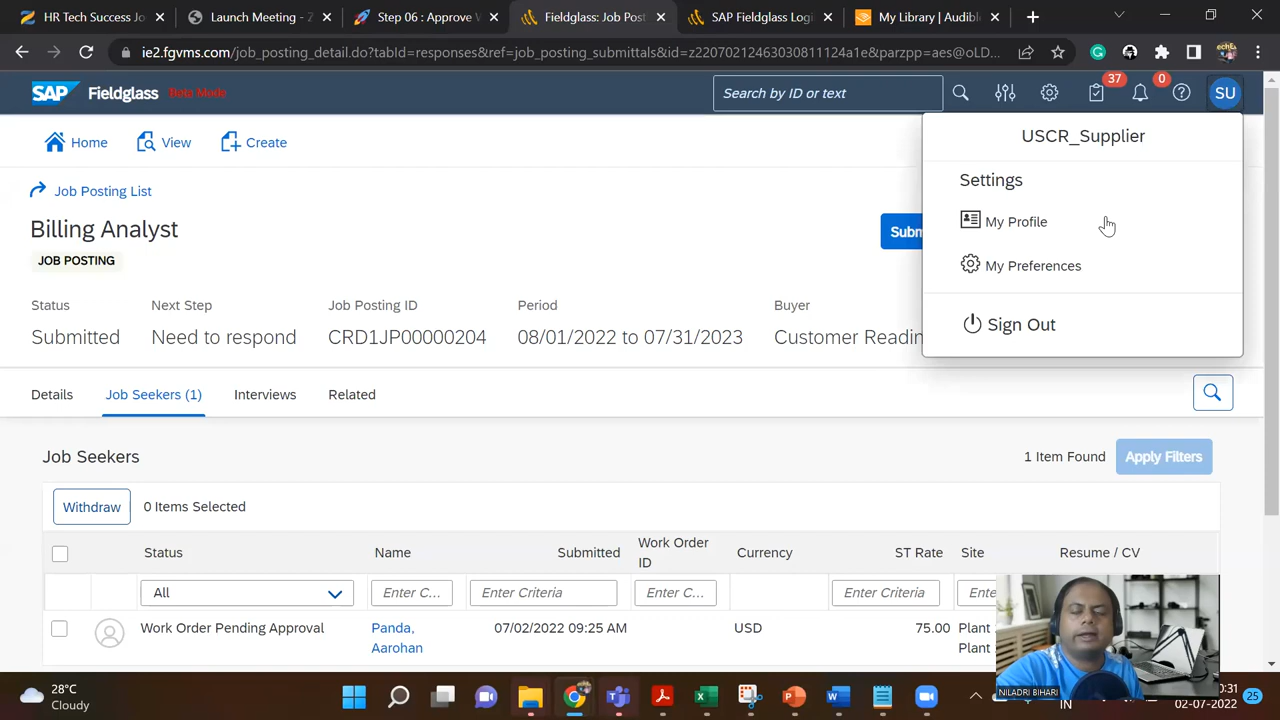 HR Tech Success Jo
Launch Meeting - Z
Step 06 : Approve V
Fieldglass: Job Post
SAP Fieldglass Logi
My Library | Audibl
ie2.fgvms.com/job_posting_detail.do?tabId=responses&ref=job_posting_submittals&id=z22070212463030811124a1e&parzpp=aes@oLD...
SAP Fieldglass Beta Mode
Search by ID or text
37
0
SU
Home
View
Create
USCR_Supplier
Settings
My Profile
My Preferences
Sign Out
Job Posting List
Billing Analyst
JOB POSTING
Subm
Status
Next Step
Job Posting ID
Period
Buyer
Submitted
Need to respond
CRD1JP00000204
08/01/2022 to 07/31/2023
Customer Readin
Details
Job Seekers (1)
Interviews
Related
Job Seekers
1 Item Found
Apply Filters
Withdraw
0 Items Selected
Status
Name
Submitted
Work Order
ID
Currency
ST Rate
Site
Resume / CV
All
Enter C...
Enter Criteria
Enter C...
Enter Criteria
Ente
Work Order Pending Approval
Panda,
Aarohan
07/02/2022 09:25 AM
USD
75.00
Plant
Plant
NILADRI BIHARI
28°C
Cloudy
IN
0:31
02-07-2022
25